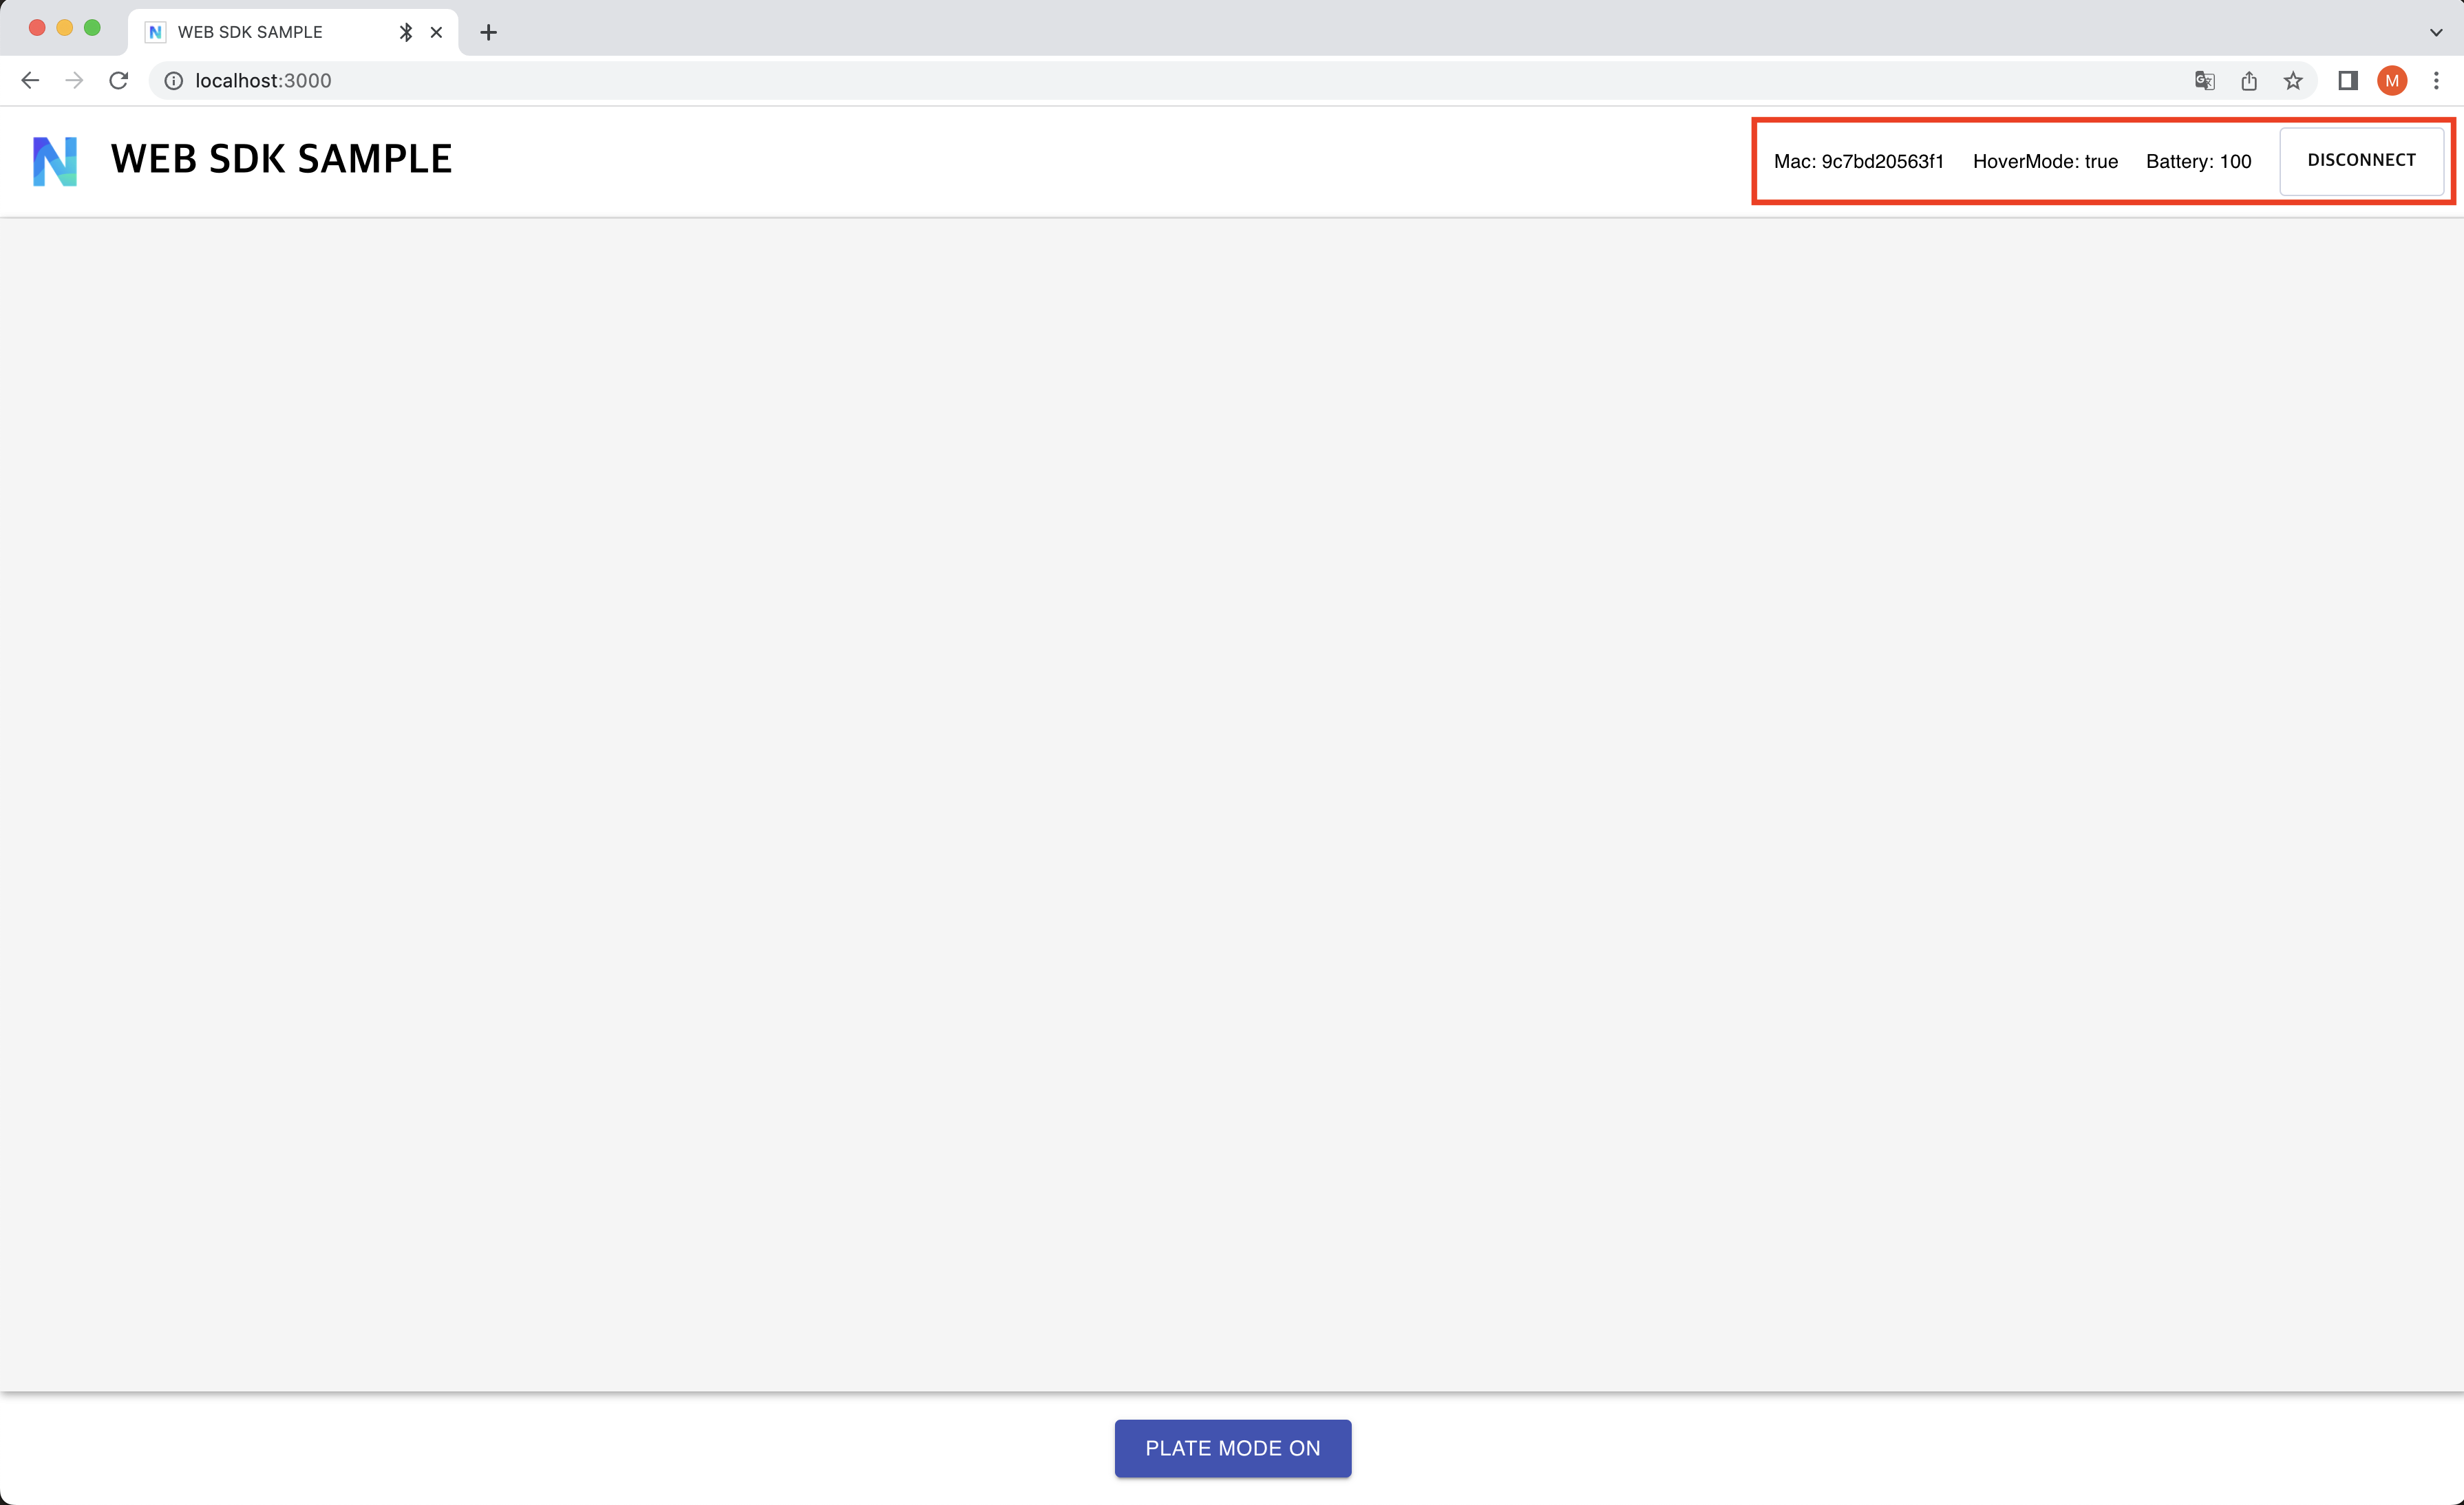 WEB SDK SAMPLE
localhost:3000
M
WEB SDK SAMPLE
Mac: 9c7bd20563f1 HoverMode: true Battery: 100 DISCONNECT
PLATE MODE ON